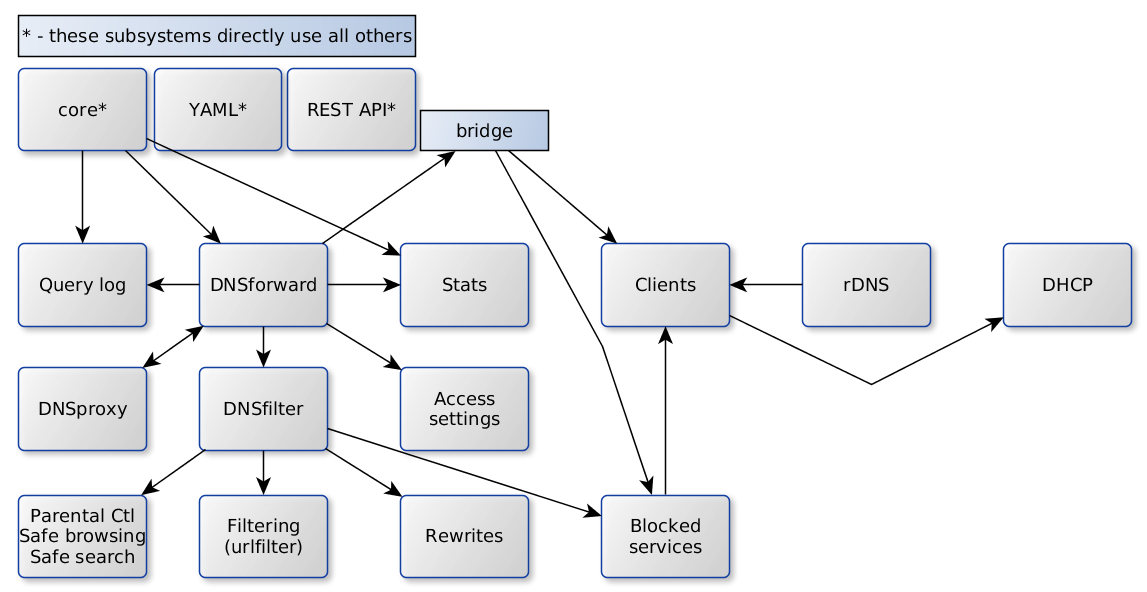 * - these subsystems directly use all others
core*
YAML*
REST API*
bridge
Query log
DNSforward
Stats
Clients
rDNS
DHCP
DNSproxy
DNSfilter
Access
settings
Parental Ctl
Safe browsing
Safe search
Filtering
(urlfilter)
Rewrites
Blocked
services